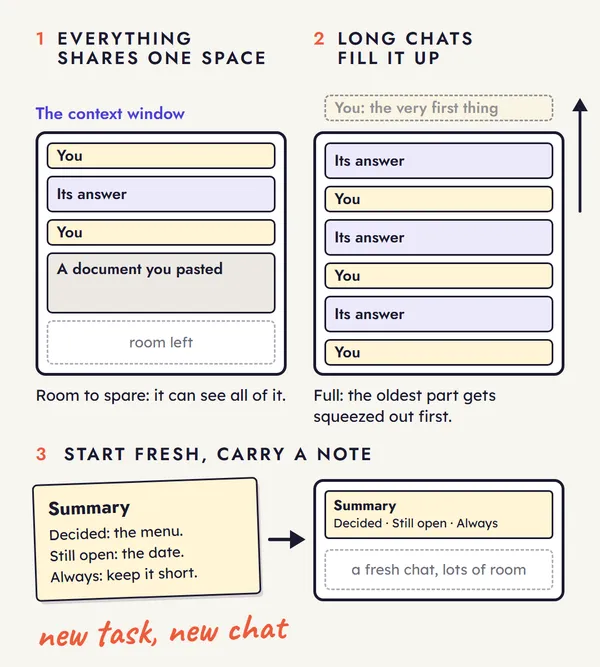 1 EVERYTHING
SHARES ONE SPACE
The context window
You
Its answer
You
A document you pasted
room left
Room to spare: it can see all of it.
2 LONG CHATS
FILL IT UP
You: the very first thing
Its answer
You
Its answer
You
Its answer
You
Full: the oldest part gets
squeezed out first.
3 START FRESH, CARRY A NOTE
Summary
Decided: the menu.
Still open: the date.
Always: keep it short.
Summary
Decided · Still open · Always
a fresh chat, lots of room
new task, new chat